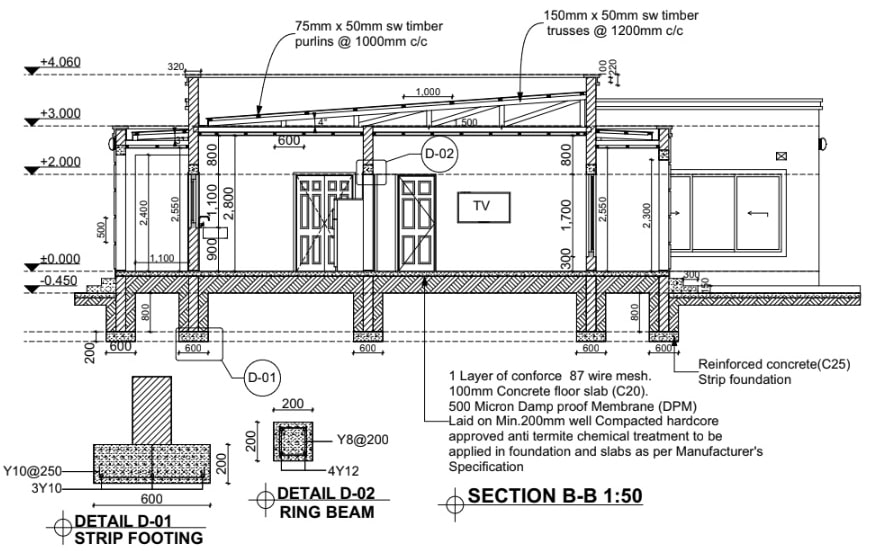 75mm x 50mm sw timber
purlins @ 1000mm c/c
150mm x 50mm sw timber
trusses @ 1200mm c/c
+4.060
320
100
220
1,000
+3.000
4°
1,500
3°
600
800
D-02
800
+2.000
2,400
2,550
1,100
2,800
TV
1,700
2,550
2,300
500
900
1,100
300
±0.000
-0.450
300
150
800
800
200
600
600
600
600
600
D-01
Reinforced concrete(C25)
Strip foundation
1 Layer of conforce 87 wire mesh.
100mm Concrete floor slab (C20).
500 Micron Damp proof Membrane (DPM)
Laid on Min.200mm well Compacted hardcore
approved anti termite chemical treatment to be
applied in foundation and slabs as per Manufacturer's
Specification
200
200
Y8@200
4Y12
200
Y10@250
3Y10
600
DETAIL D-01
STRIP FOOTING
DETAIL D-02
RING BEAM
SECTION B-B 1:50